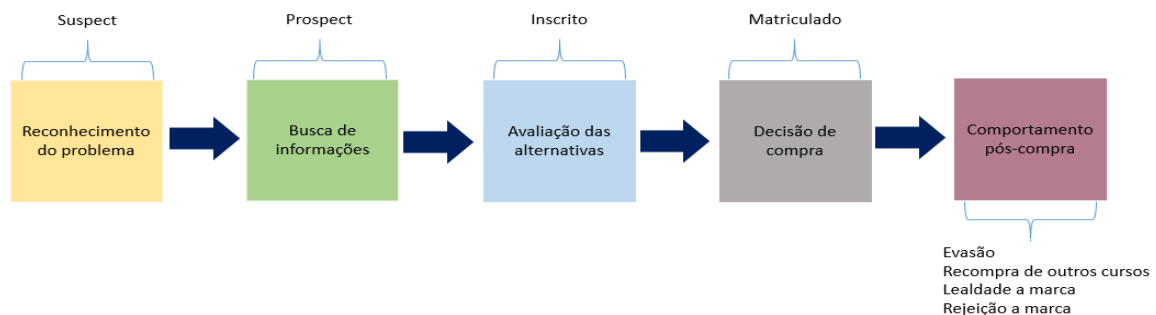 Suspect
Prospect
Inscrito
Matriculado
Reconhecimento
do problema
Busca de
informações
Avaliação das
alternativas
Decisão de
compra
Comportamento
pós-compra
Evasão
Recompra de outros cursos
Lealdade a marca
Rejeição a marca